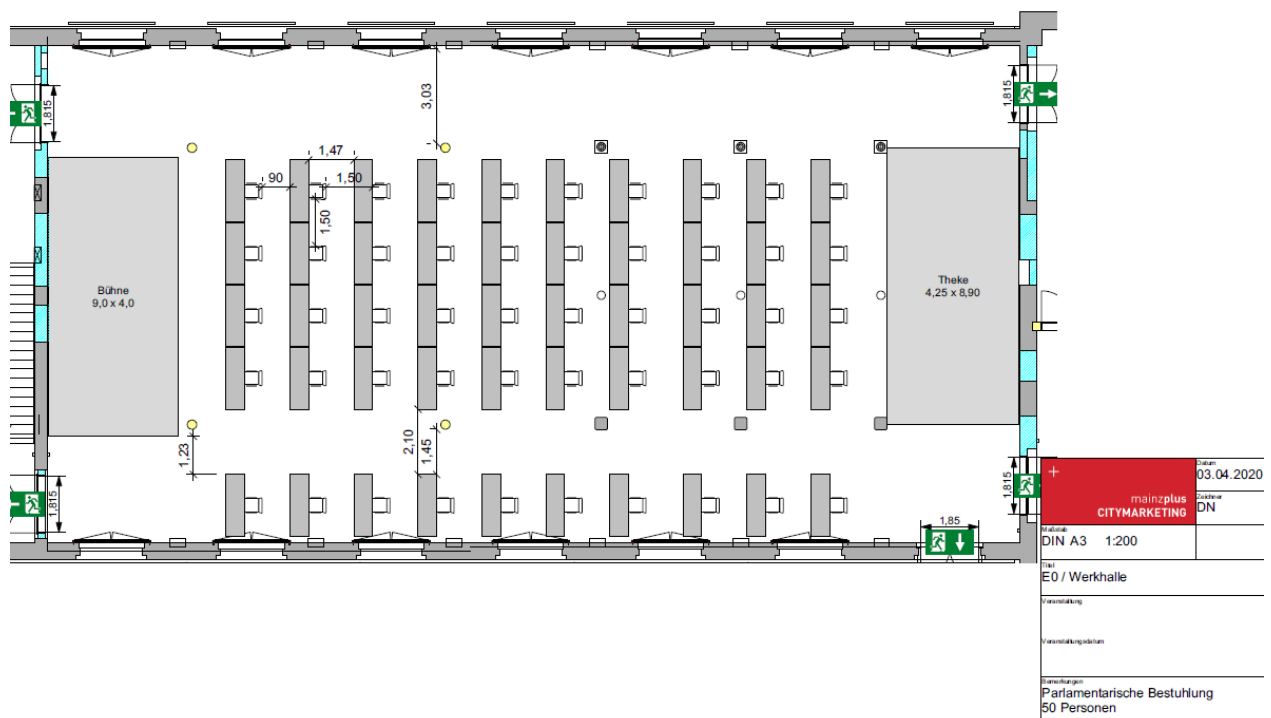 3,03
1,815
1,815
1,47
90
1,50
1,50
Bühne
9,0 x 4,0
Theke
4,25 x 8,90
1,23
2,10
1,45
1,815
1,815
1,85
+
mainzplus
CITYMARKETING
Datum
03.04.2020
Zeichner
DN
Maßstab
DIN A3 1:200
Titel
E0 / Werkhalle
Veranstaltung
Veranstaltungsdatum
Bemerkungen
Parlamentarische Bestuhlung
50 Personen